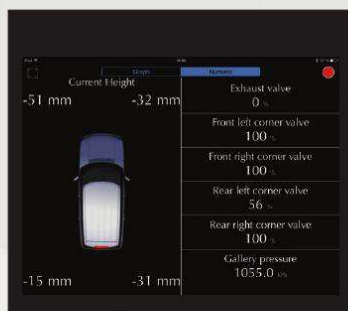 Graph Numeric
Current Height
-51 mm -32 mm
-15 mm -31 mm
Exhaust valve
0 %
Front left corner valve
100 %
Front right corner valve
100 %
Rear left corner valve
56 %
Rear right corner valve
100 %
Gallery pressure
1055.0 kPa